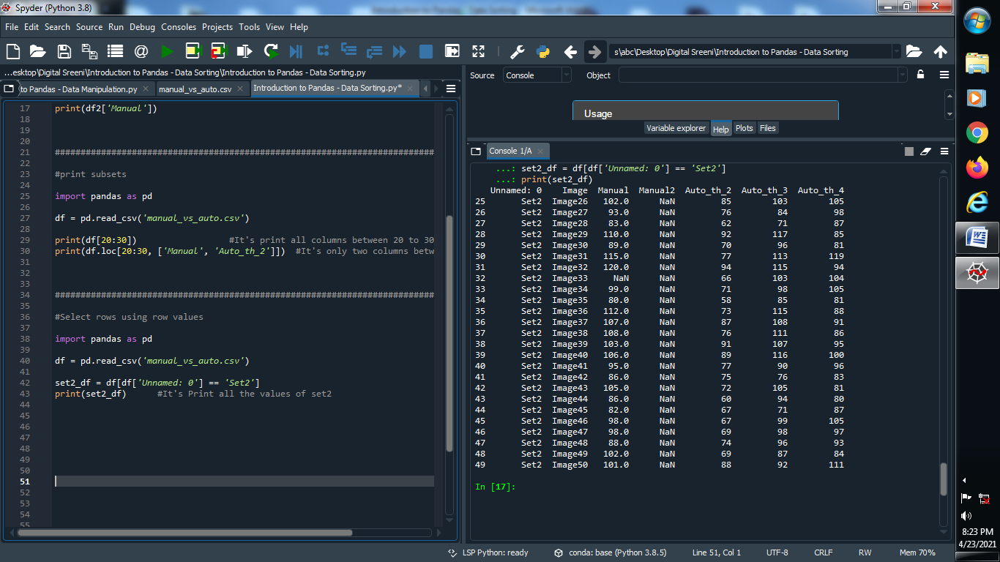 Spyder (Python 3.8)
File Edit Search Source Run Debug Consoles Projects Tools View Help
s\abc\Desktop\Digital Sreeni\Introduction to Pandas - Data Sorting
...esktop\Digital Sreeni\Introduction to Pandas - Data Sorting\Introduction to Pandas - Data Sorting.py
to Pandas - Data Manipulation.py manual_vs_auto.csv Introduction to Pandas - Data Sorting.py*
17 print(df2['Manual'])
18
19
20
21 ##########################################################################
22
23 #print subsets
24
25 import pandas as pd
26
27 df = pd.read_csv('manual_vs_auto.csv')
28
29 print(df[20:30]) #It's print all columns between 20 to 30
30 print(df.loc[20:30, ['Manual', 'Auto_th_2']]) #It's only two columns betw
31
32
33
34 ##########################################################################
35
36 #Select rows using row values
37
38 import pandas as pd
39
40 df = pd.read_csv('manual_vs_auto.csv')
41
42 set2_df = df[df['Unnamed: 0'] == 'Set2']
43 print(set2_df) #It's Print all the values of set2
44
45
46
47
48
49
50
51
52
53
54
55
Source Console Object
Usage
Variable explorer Help Plots Files
Console 1/A
...: set2_df = df[df['Unnamed: 0'] == 'Set2']
...: print(set2_df)
Unnamed: 0 Image Manual Manual2 Auto_th_2 Auto_th_3 Auto_th_4
25 Set2 Image26 102.0 NaN 85 103 105
26 Set2 Image27 93.0 NaN 76 84 98
27 Set2 Image28 83.0 NaN 62 71 87
28 Set2 Image29 110.0 NaN 92 117 85
29 Set2 Image30 89.0 NaN 70 96 81
30 Set2 Image31 115.0 NaN 77 113 119
31 Set2 Image32 120.0 NaN 94 115 94
32 Set2 Image33 NaN NaN 66 103 104
33 Set2 Image34 99.0 NaN 71 98 105
34 Set2 Image35 80.0 NaN 58 85 81
35 Set2 Image36 112.0 NaN 73 115 88
36 Set2 Image37 107.0 NaN 87 108 91
37 Set2 Image38 108.0 NaN 76 111 86
38 Set2 Image39 103.0 NaN 91 107 95
39 Set2 Image40 106.0 NaN 89 116 100
40 Set2 Image41 95.0 NaN 77 90 96
41 Set2 Image42 86.0 NaN 75 76 83
42 Set2 Image43 105.0 NaN 72 105 81
43 Set2 Image44 86.0 NaN 60 94 80
44 Set2 Image45 82.0 NaN 67 71 87
45 Set2 Image46 98.0 NaN 67 99 105
46 Set2 Image47 98.0 NaN 69 98 97
47 Set2 Image48 88.0 NaN 74 96 93
48 Set2 Image49 102.0 NaN 69 87 84
49 Set2 Image50 101.0 NaN 88 92 111
In [17]:
LSP Python: ready conda: base (Python 3.8.5) Line 51, Col 1 UTF-8 CRLF RW Mem 70%
8:23 PM
4/23/2021